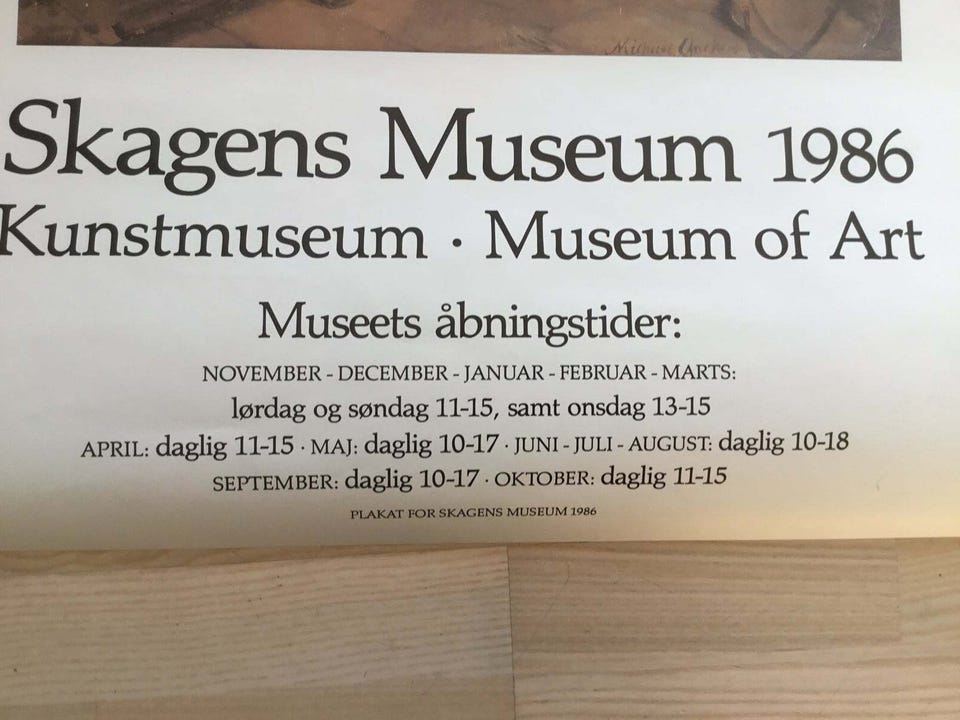 Skagens Museum 1986
Kunstmuseum · Museum of Art
Museets åbningstider:
NOVEMBER - DECEMBER - JANUAR - FEBRUAR - MARTS:
lørdag og søndag 11-15, samt onsdag 13-15
APRIL: daglig 11-15 · MAJ: daglig 10-17 · JUNI - JULI - AUGUST: daglig 10-18
SEPTEMBER: daglig 10-17 · OKTOBER: daglig 11-15
PLAKAT FOR SKAGENS MUSEUM 1986